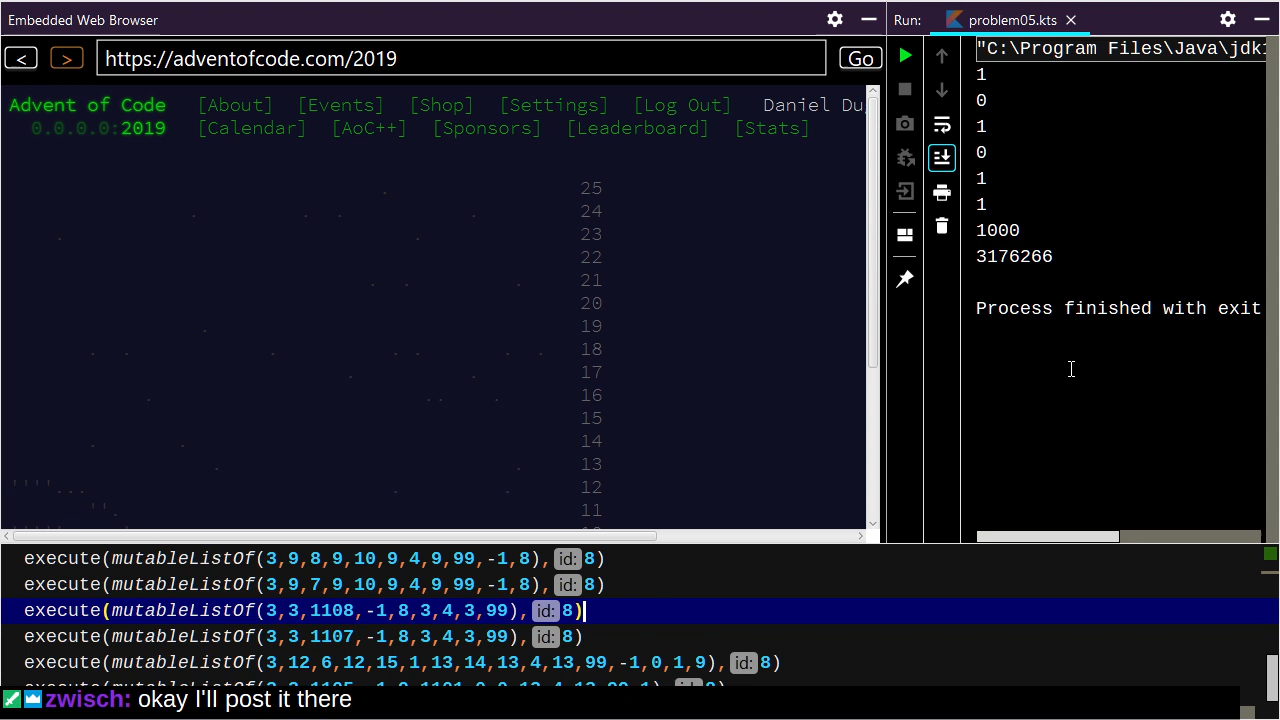 Embedded Web Browser
Run: problem05.kts
< > https://adventofcode.com/2019 Go
Advent of Code [About] [Events] [Shop] [Settings] [Log Out] Daniel Du
0.0.0.0:2019 [Calendar] [AoC++] [Sponsors] [Leaderboard] [Stats]
25
24
23
22
21
20
19
18
17
16
15
14
13
12
11
"C:\Program Files\Java\jdk1
1
0
1
0
1
1
1000
3176266
Process finished with exit
execute(mutableListOf(3,9,8,9,10,9,4,9,99,-1,8), id: 8)
execute(mutableListOf(3,9,7,9,10,9,4,9,99,-1,8), id: 8)
execute(mutableListOf(3,3,1108,-1,8,3,4,3,99), id: 8)
execute(mutableListOf(3,3,1107,-1,8,3,4,3,99), id: 8)
execute(mutableListOf(3,12,6,12,15,1,13,14,13,4,13,99,-1,0,1,9), id: 8)
zwisch: okay I'll post it there